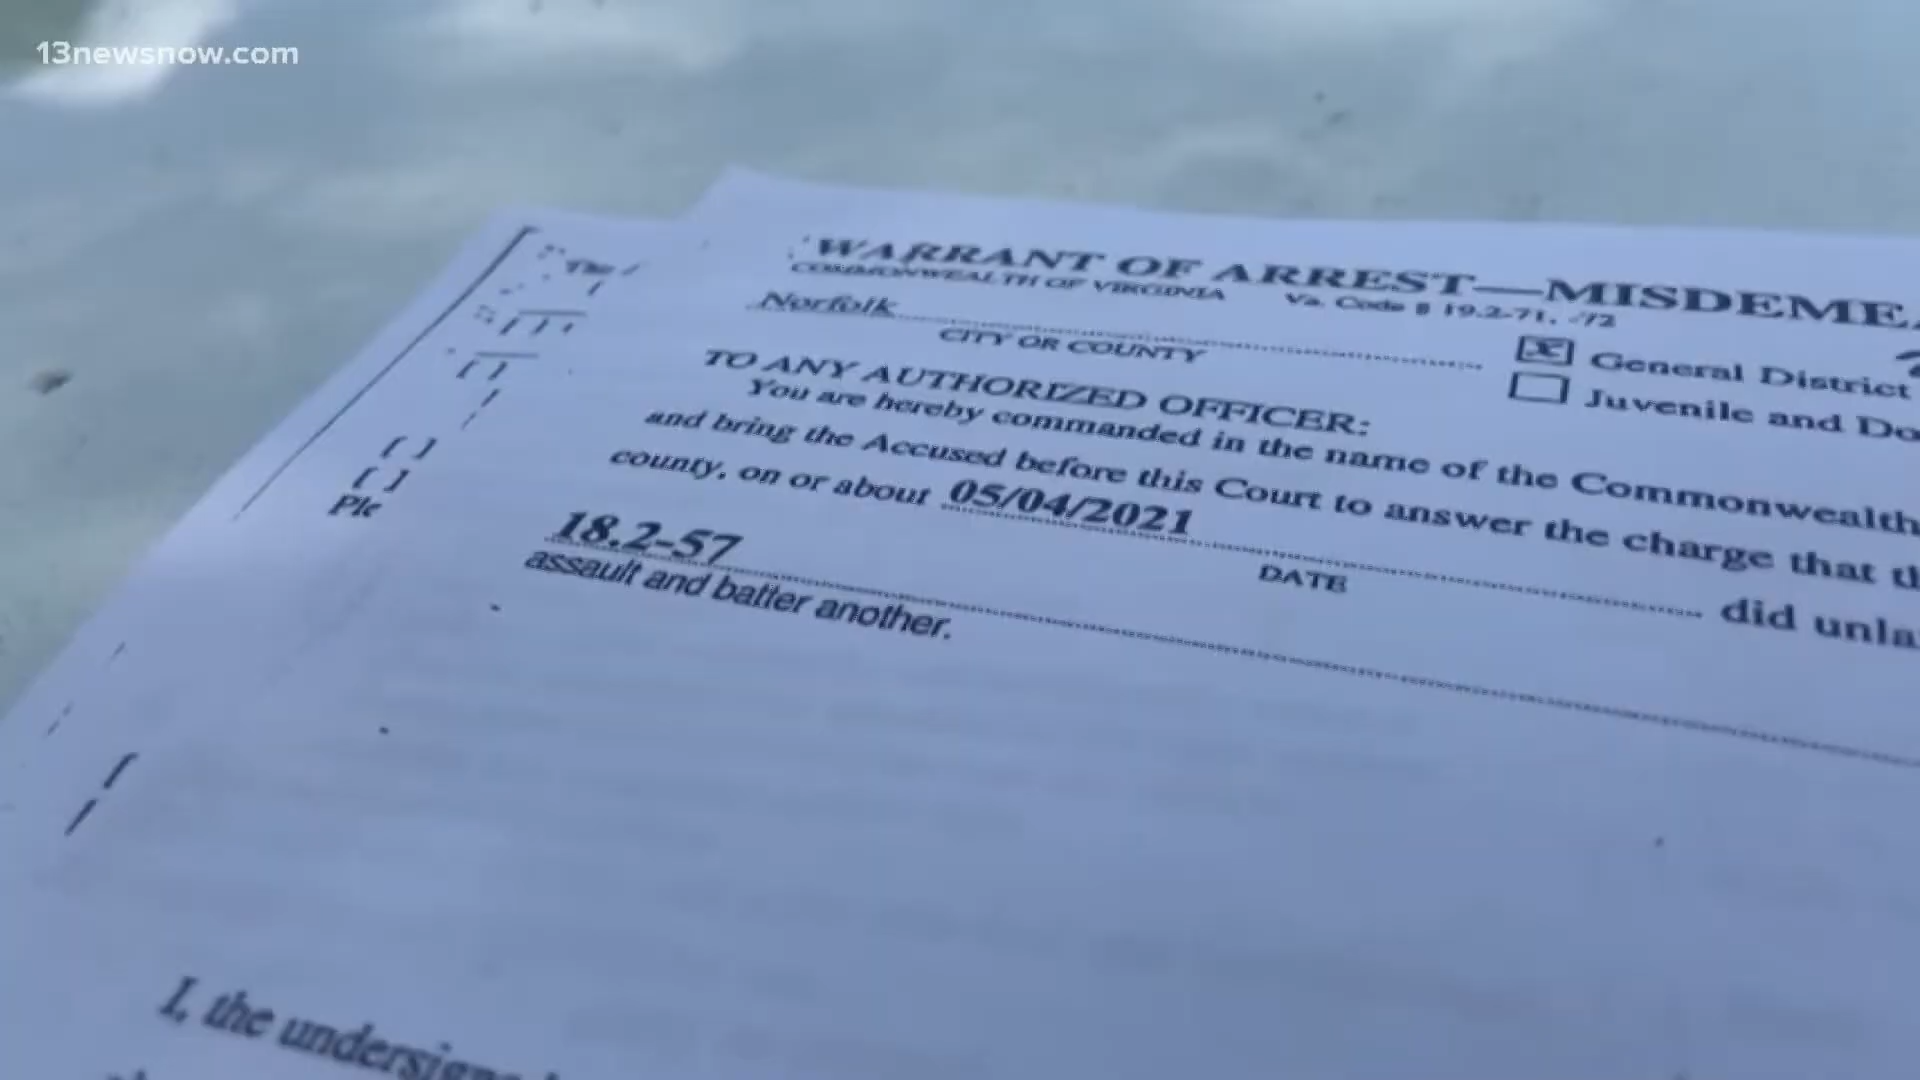 13newsnow.com
WARRANT OF ARREST—MISDEME
COMMONWEALTH OF VIRGINIA Va. Code § 19.2-71, -72
Norfolk
CITY OR COUNTY
[x] General District
[ ] Juvenile and Do
TO ANY AUTHORIZED OFFICER:
You are hereby commanded in the name of the Commonwealth
and bring the Accused before this Court to answer the charge that th
county, on or about 05/04/2021 did unla
DATE
18.2-57
assault and batter another.
[ ]
[ ]
Ple
I, the undersigne